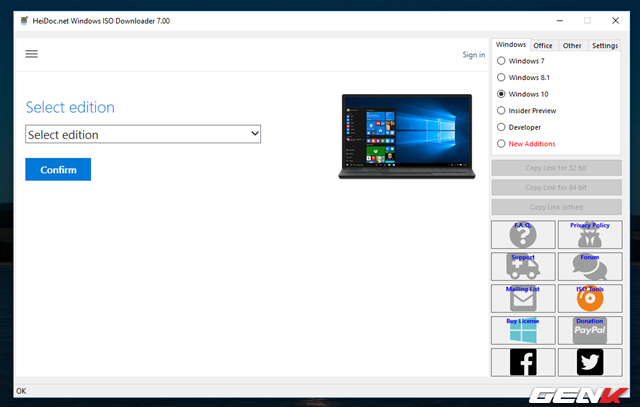 HeiDoc.net Windows ISO Downloader 7.00
Sign in
Select edition
Select edition
Confirm
Windows Office Other Settings
Windows 7
Windows 8.1
Windows 10
Insider Preview
Developer
New Additions
Copy Link for 32 bit
Copy Link for 64 bit
Copy Link (other)
F.A.Q. Privacy Policy
Support Forum
Mailing List ISO Tools
Buy License Donation
PayPal
OK
GENK